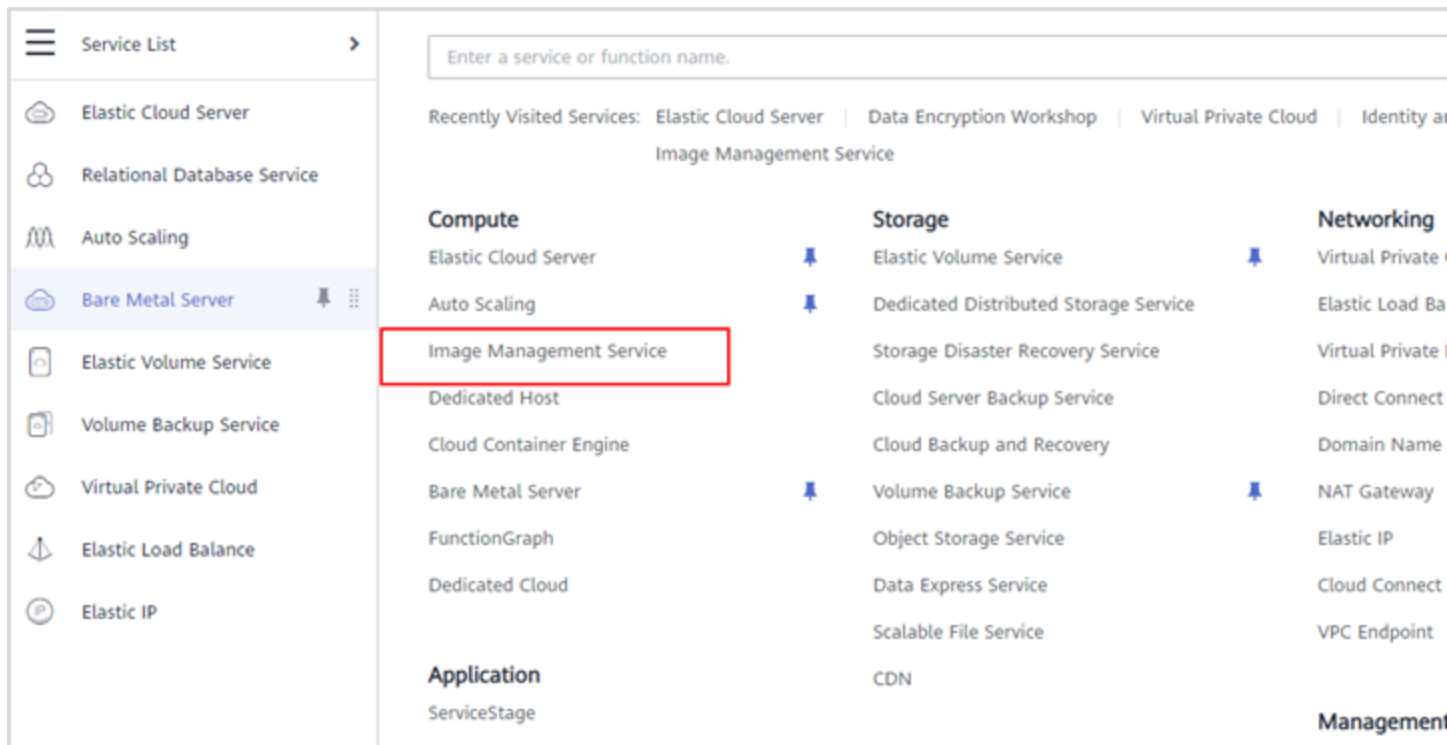 Service List
Elastic Cloud Server
Relational Database Service
Auto Scaling
Bare Metal Server
Elastic Volume Service
Volume Backup Service
Virtual Private Cloud
Elastic Load Balance
Elastic IP
Enter a service or function name.
Recently Visited Services: Elastic Cloud Server | Data Encryption Workshop | Virtual Private Cloud | Identity
Image Management Service
Compute
Elastic Cloud Server
Auto Scaling
Image Management Service
Dedicated Host
Cloud Container Engine
Bare Metal Server
FunctionGraph
Dedicated Cloud
Application
ServiceStage
Storage
Elastic Volume Service
Dedicated Distributed Storage Service
Storage Disaster Recovery Service
Cloud Server Backup Service
Cloud Backup and Recovery
Volume Backup Service
Object Storage Service
Data Express Service
Scalable File Service
CDN
Networking
Virtual Private
Elastic Load Ba
Virtual Private
Direct Connect
Domain Name
NAT Gateway
Elastic IP
Cloud Connect
VPC Endpoint
Management